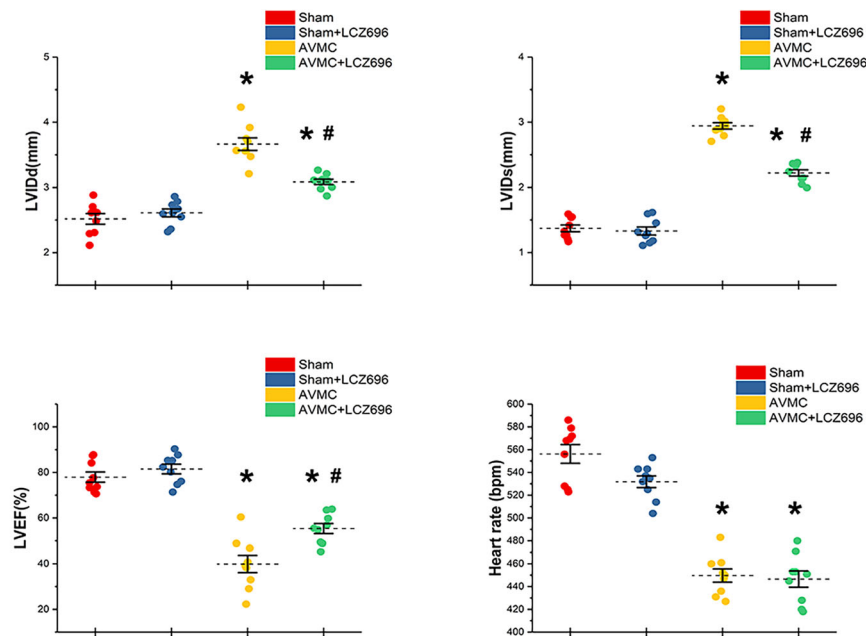 Sham
Sham+LCZ696
AVMC
AVMC+LCZ696
LVIDd(mm)
5
4
3
2
*
* #
Sham
Sham+LCZ696
AVMC
AVMC+LCZ696
LVIDs(mm)
4
3
2
1
*
* #
Sham
Sham+LCZ696
AVMC
AVMC+LCZ696
LVEF(%)
100
80
60
40
20
*
* #
Sham
Sham+LCZ696
AVMC
AVMC+LCZ696
Heart rate (bpm)
600
580
560
540
520
500
480
460
440
420
400
*
*